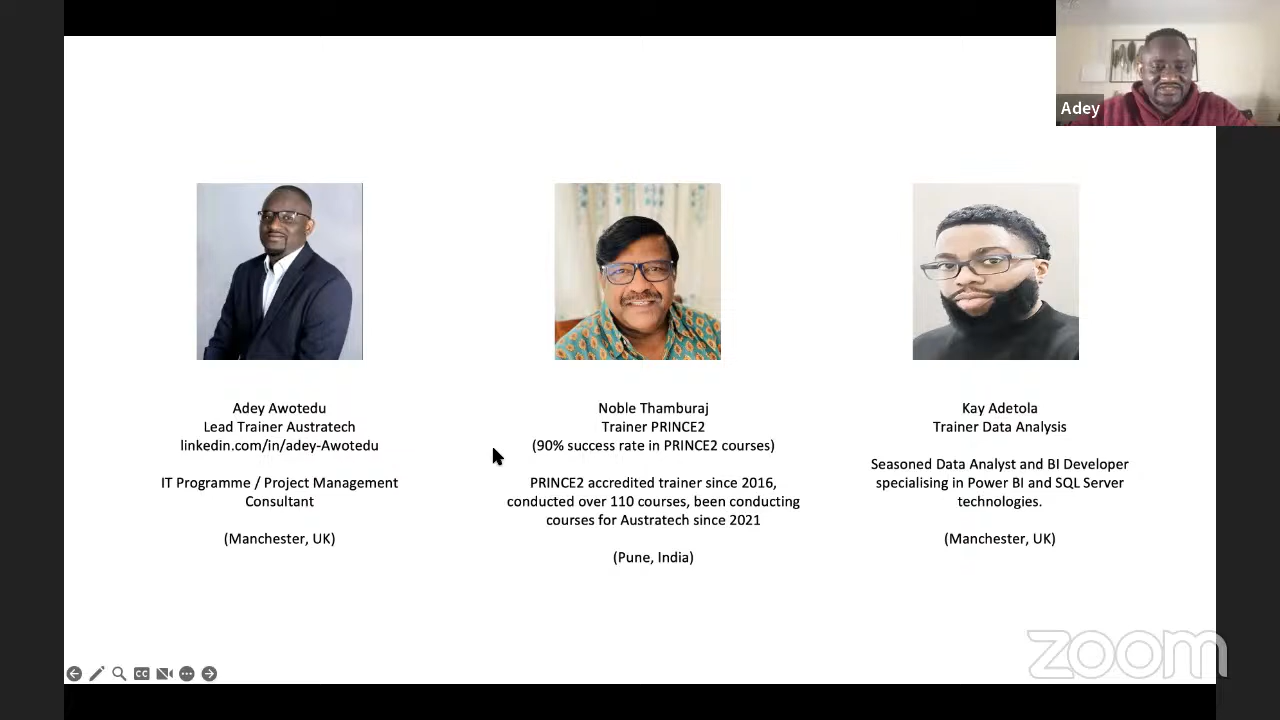 Adey
Adey Awotedu
Lead Trainer Austratech
linkedin.com/in/adey-Awotedu
IT Programme / Project Management
Consultant
(Manchester, UK)
Noble Thamburaj
Trainer PRINCE2
(90% success rate in PRINCE2 courses)
PRINCE2 accredited trainer since 2016,
conducted over 110 courses, been conducting
courses for Austratech since 2021
(Pune, India)
Kay Adetola
Trainer Data Analysis
Seasoned Data Analyst and BI Developer
specialising in Power BI and SQL Server
technologies.
(Manchester, UK)
CC
zoom